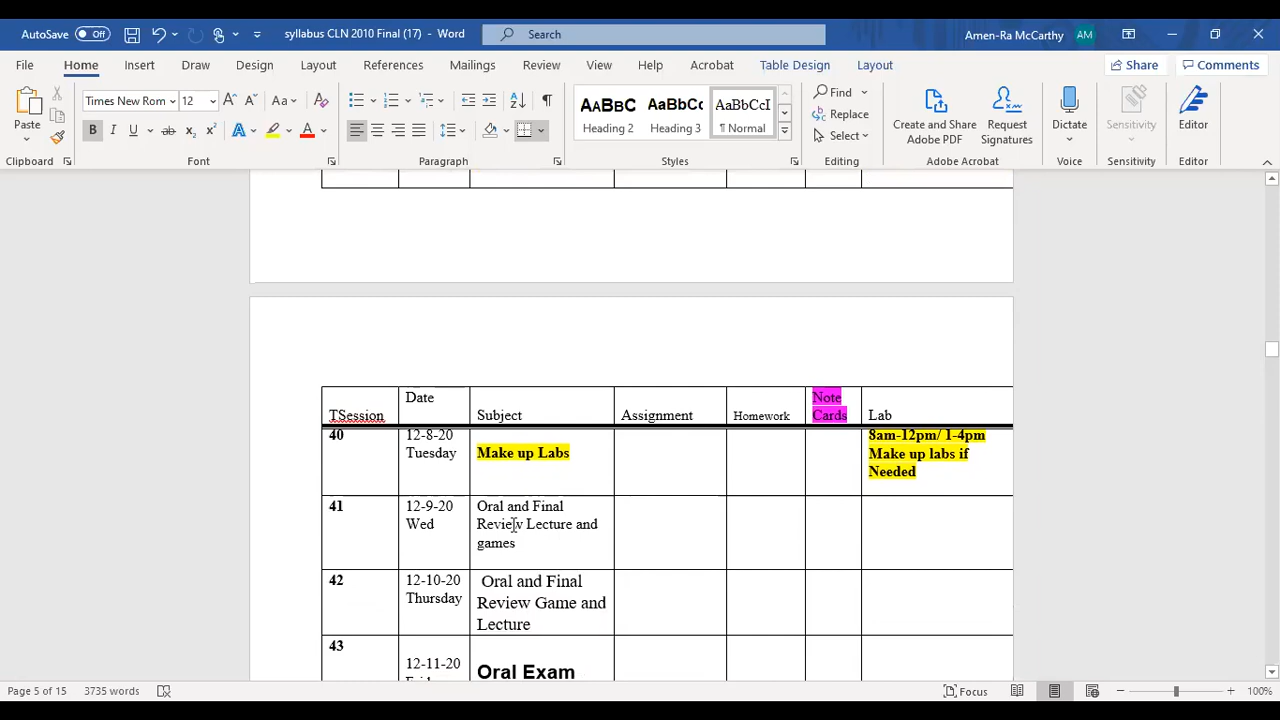 AutoSave Off syllabus CLN 2010 Final (17) - Word Search Amen-Ra McCarthy AM
File Home Insert Draw Design Layout References Mailings Review View Help Acrobat Table Design Layout Share Comments
Times New Rom 12 Aa AABBC AaBbCc AaBbCcI Find
Paste Heading 2 Heading 3 ¶ Normal Replace Create and Share Adobe PDF Request Signatures Dictate Sensitivity Editor
B I U ab x₂ x² A A Select
Clipboard Font Paragraph Styles Editing Adobe Acrobat Voice Sensitivity Editor
TSession Date Subject Assignment Homework Note Cards Lab
40 12-8-20 8am-12pm/ 1-4pm
Tuesday Make up Labs Make up labs if
Needed
41 12-9-20 Oral and Final
Wed Review Lecture and
games
42 12-10-20 Oral and Final
Thursday Review Game and
Lecture
43
12-11-20 Oral Exam
Page 5 of 15 3735 words Focus 100%